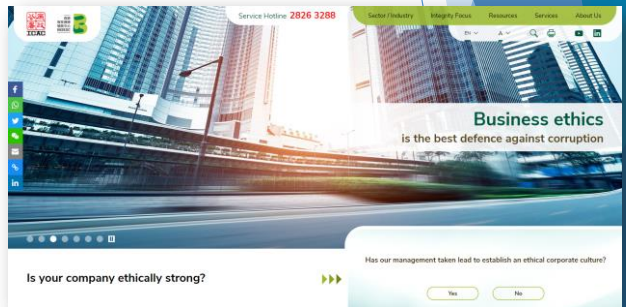 ICAC
Service Hotline 2826 3288
Sector / Industry Integrity Focus Resources Services About Us
EN
A
Business ethics
is the best defence against corruption
Is your company ethically strong?
Has our management taken lead to establish an ethical corporate culture?
Yes No